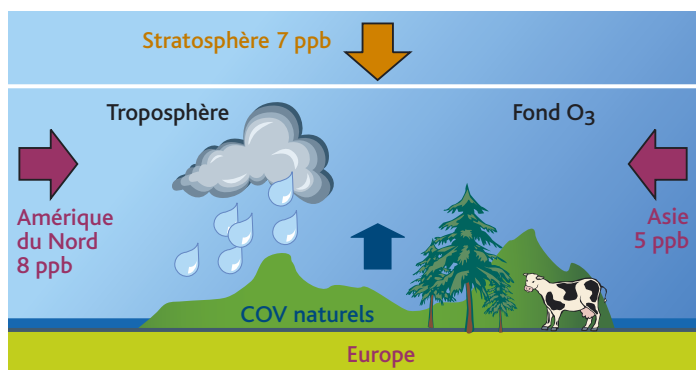 Stratosphère 7 ppb
Troposphère
Fond O3
Amérique
du Nord
8 ppb
Asie
5 ppb
COV naturels
Europe